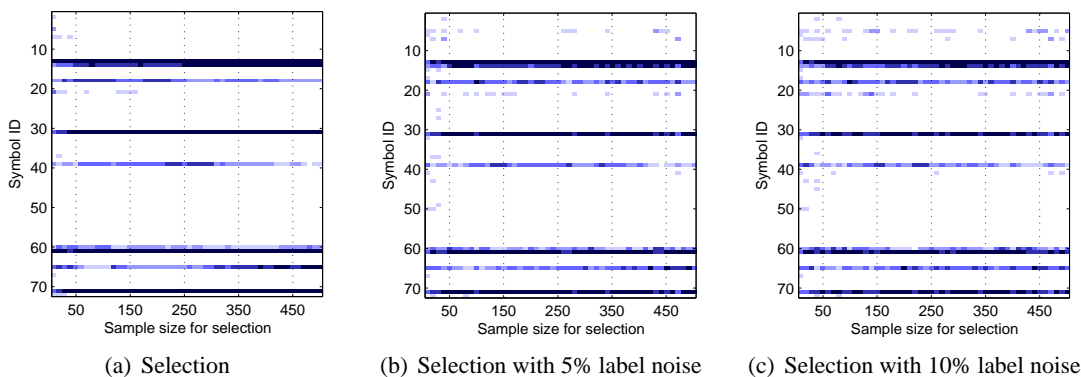 10
20
30
40
50
60
70
Symbol ID
50 150 250 350 450
Sample size for selection
(a) Selection
10
20
30
40
50
60
70
Symbol ID
50 150 250 350 450
Sample size for selection
(b) Selection with 5% label noise
10
20
30
40
50
60
70
Symbol ID
50 150 250 350 450
Sample size for selection
(c) Selection with 10% label noise